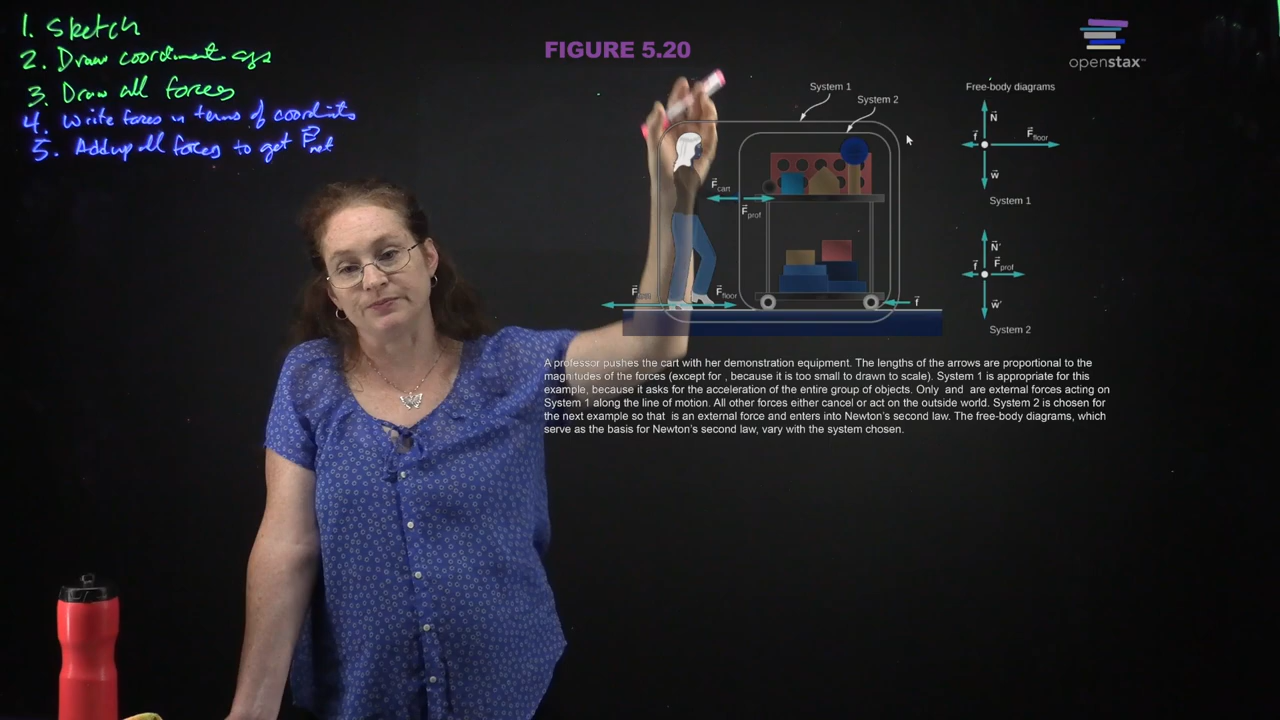 1. Sketch
2. Draw coordinate sys
3. Draw all forces
4. Write forces in terms of coordinates
5. Add up all forces to get F⃗net
FIGURE 5.20
openstax™
System 1
System 2
F⃗cart
F⃗prof
F⃗floor
f⃗
Free-body diagrams
N⃗
f⃗
F⃗floor
w⃗
System 1
N⃗'
f⃗
F⃗prof
w⃗'
System 2
A professor pushes the cart with her demonstration equipment. The lengths of the arrows are proportional to the
magnitudes of the forces (except for , because it is too small to drawn to scale). System 1 is appropriate for this
example, because it asks for the acceleration of the entire group of objects. Only and are external forces acting on
System 1 along the line of motion. All other forces either cancel or act on the outside world. System 2 is chosen for
the next example so that is an external force and enters into Newton's second law. The free-body diagrams, which
serve as the basis for Newton's second law, vary with the system chosen.